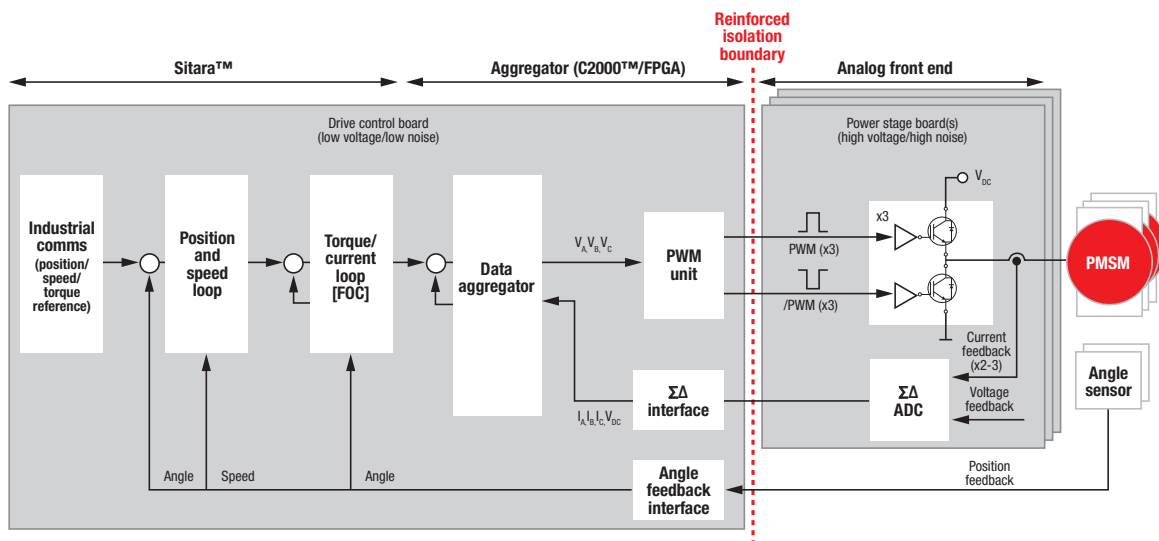 Reinforced
isolation
boundary
Sitara™
Aggregator (C2000™/FPGA)
Analog front end
Drive control board
(low voltage/low noise)
Power stage board(s)
(high voltage/high noise)
Industrial
comms
(position/
speed/
torque
reference)
Position
and
speed
loop
Torque/
current
loop
[FOC]
Data
aggregator
V_A,V_B,V_C
PWM
unit
PWM (x3)
/PWM (x3)
x3
V_DC
PMSM
Current
feedback
(x2-3)
Voltage
feedback
ΣΔ
ADC
ΣΔ
interface
I_A,I_B,I_C,V_DC
Angle
sensor
Angle
Speed
Angle
Angle
feedback
interface
Position
feedback